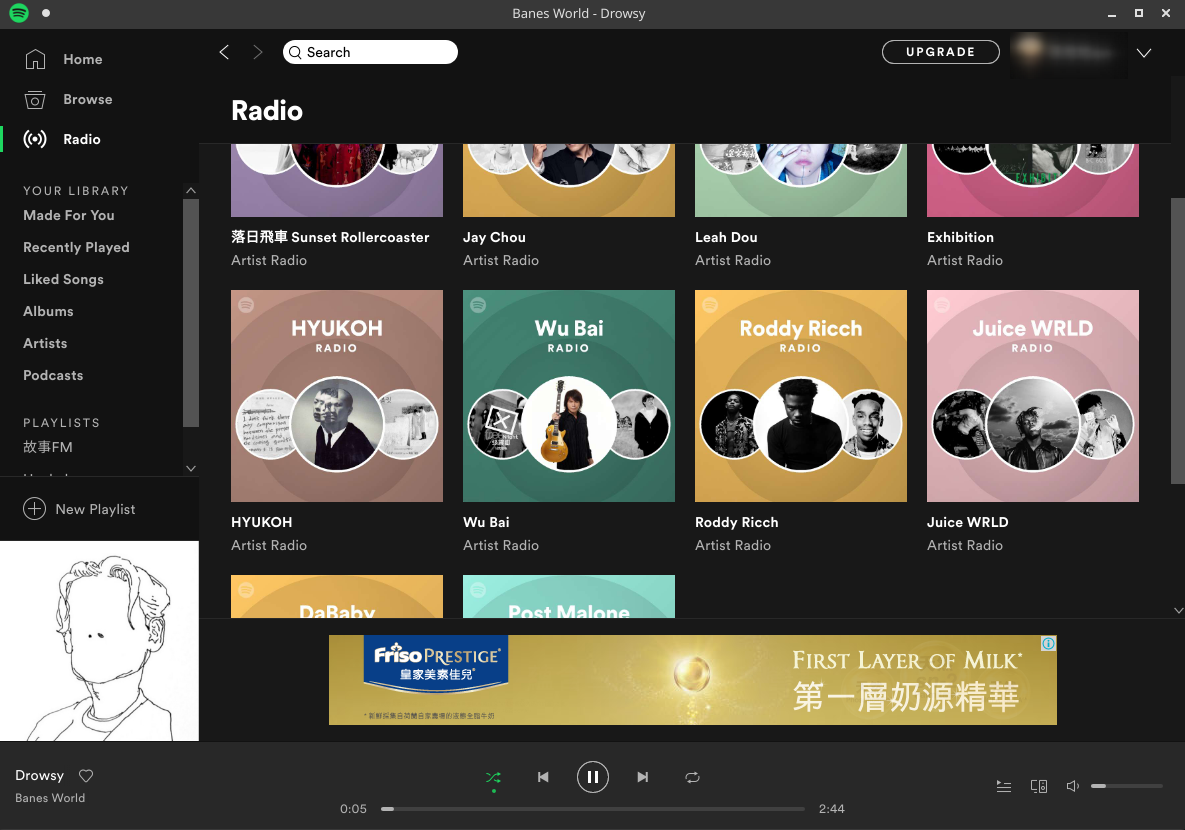 Banes World - Drowsy
Home
Browse
Radio
YOUR LIBRARY
Made For You
Recently Played
Liked Songs
Albums
Artists
Podcasts
PLAYLISTS
故事FM
New Playlist
Search
UPGRADE
Radio
落日飛車 Sunset Rollercoaster
Artist Radio
Jay Chou
Artist Radio
Leah Dou
Artist Radio
Exhibition
Artist Radio
HYUKOH
RADIO
Wu Bai
RADIO
Roddy Ricch
RADIO
Juice WRLD
RADIO
HYUKOH
Artist Radio
Wu Bai
Artist Radio
Roddy Ricch
Artist Radio
Juice WRLD
Artist Radio
DaBaby
Post Malone
Friso PRESTIGE
皇家美素佳兒
FIRST LAYER OF MILK*
第一層奶源精華
Drowsy
Banes World
0:05
2:44